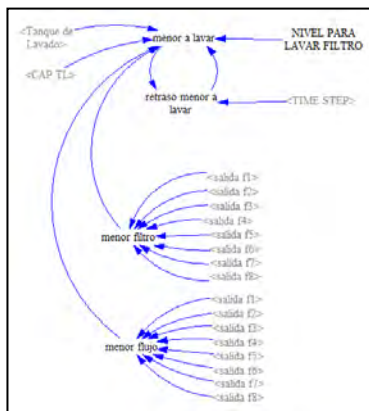 <Tanque de
Lavado>
menor a lavar
NIVEL PARA
LAVAR FILTRO
<CAP TL>
retraso menor a
lavar
<TIME STEP>
<salida f1>
<salida f2>
<salida f3>
<salida f4>
menor filtro
<salida f5>
<salida f6>
<salida f7>
<salida f8>
<salida f1>
<salida f2>
<salida f3>
<salida f4>
menor flujo
<salida f5>
<salida f6>
<salida f7>
<salida f8>